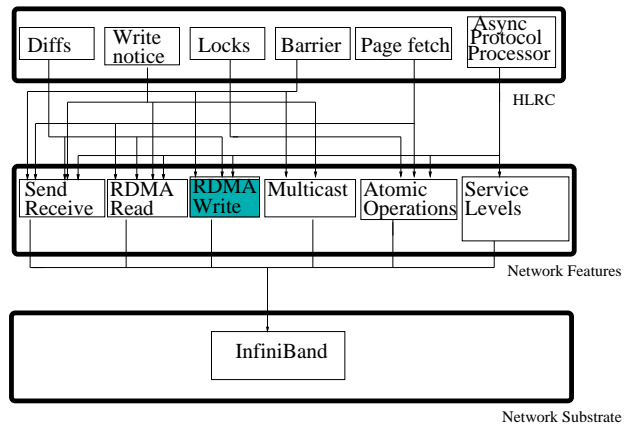 Diffs
Write
notice
Locks
Barrier
Page fetch
Async
Protocol
Processor
HLRC
Send
Receive
RDMA
Read
RDMA
Write
Multicast
Atomic
Operations
Service
Levels
Network Features
InfiniBand
Network Substrate